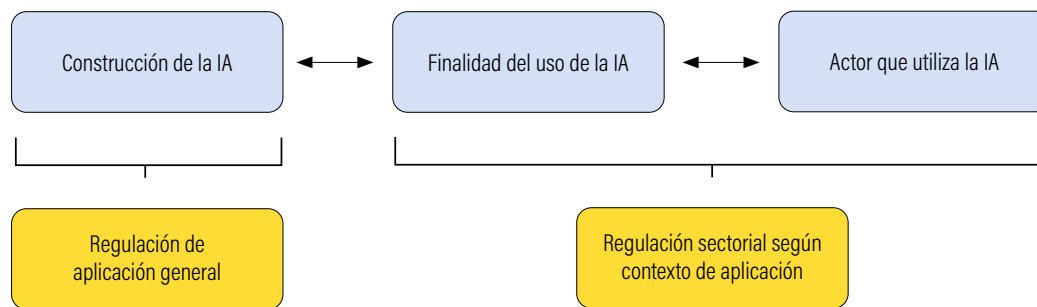 Construcción de la IA
Finalidad del uso de la IA
Actor que utiliza la IA
Regulación de
aplicación general
Regulación sectorial según
contexto de aplicación